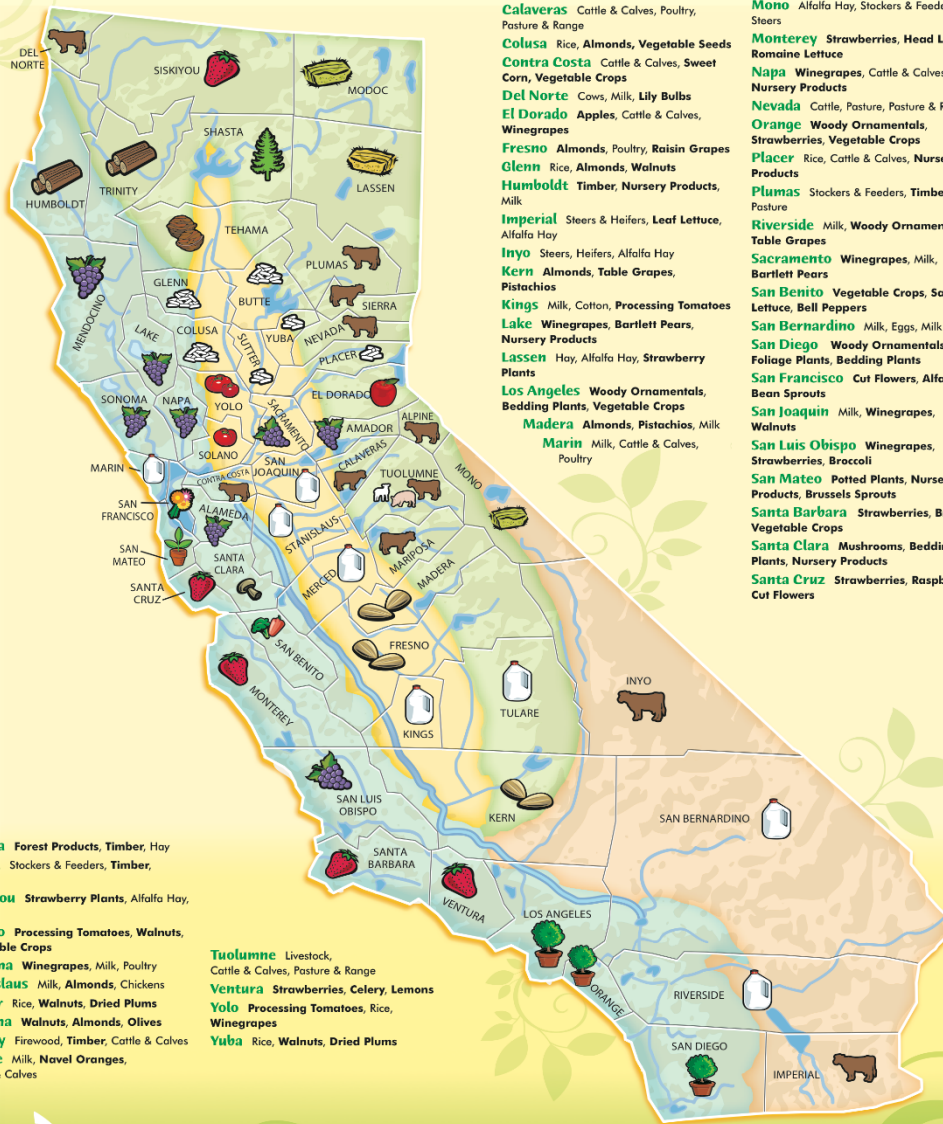 DEL
NORTE
SISKIYOU
MODOC
SHASTA
HUMBOLDT
TRINITY
LASSEN
TEHAMA
PLUMAS
MENDOCINO
GLENN
BUTTE
SIERRA
LAKE
COLUSA
SUTTER
YUBA
NEVADA
PLACER
SONOMA
NAPA
YOLO
SACRAMENTO
EL DORADO
ALPINE
AMADOR
SOLANO
MARIN
CONTRA COSTA
SAN
JOAQUIN
CALAVERAS
TUOLUMNE
MONO
SAN
FRANCISCO
ALAMEDA
STANISLAUS
SAN
MATEO
SANTA
CLARA
MERCED
MARIPOSA
MADERA
SANTA
CRUZ
SAN BENITO
FRESNO
MONTEREY
KINGS
TULARE
INYO
SAN LUIS
OBISPO
KERN
SAN BERNARDINO
SANTA
BARBARA
VENTURA
LOS ANGELES
ORANGE
RIVERSIDE
SAN DIEGO
IMPERIAL
Calaveras Cattle & Calves, Poultry,
Pasture & Range
Colusa Rice, Almonds, Vegetable Seeds
Contra Costa Cattle & Calves, Sweet
Corn, Vegetable Crops
Del Norte Cows, Milk, Lily Bulbs
El Dorado Apples, Cattle & Calves,
Winegrapes
Fresno Almonds, Poultry, Raisin Grapes
Glenn Rice, Almonds, Walnuts
Humboldt Timber, Nursery Products,
Milk
Imperial Steers & Heifers, Leaf Lettuce,
Alfalfa Hay
Inyo Steers, Heifers, Alfalfa Hay
Kern Almonds, Table Grapes,
Pistachios
Kings Milk, Cotton, Processing Tomatoes
Lake Winegrapes, Bartlett Pears,
Nursery Products
Lassen Hay, Alfalfa Hay, Strawberry
Plants
Los Angeles Woody Ornamentals,
Bedding Plants, Vegetable Crops
Madera Almonds, Pistachios, Milk
Marin Milk, Cattle & Calves,
Poultry
Mono Alfalfa Hay, Stockers &
Steers
Monterey Strawberries, Head
Romaine Lettuce
Napa Winegrapes, Cattle & Calves
Nursery Products
Nevada Cattle, Pasture, Pasture &
Orange Woody Ornamentals,
Strawberries, Vegetable Crops
Placer Rice, Cattle & Calves,
Products
Plumas Stockers & Feeders,
Pasture
Riverside Milk, Woody
Table Grapes
Sacramento Winegrapes, Milk,
Bartlett Pears
San Benito Vegetable Crops,
Lettuce, Bell Peppers
San Bernardino Milk, Eggs, Milk
San Diego Woody Ornamentals
Foliage Plants, Bedding Plants
San Francisco Cut Flowers,
Bean Sprouts
San Joaquin Milk, Winegrapes,
Walnuts
San Luis Obispo Winegrapes,
Strawberries, Broccoli
San Mateo Potted Plants,
Products, Brussels Sprouts
Santa Barbara Strawberries,
Vegetable Crops
Santa Clara Mushrooms,
Plants, Nursery Products
Santa Cruz Strawberries,
Cut Flowers
Forest Products, Timber, Hay
Stockers & Feeders, Timber,
Strawberry Plants, Alfalfa Hay,
Processing Tomatoes, Walnuts,
Crops
Winegrapes, Milk, Poultry
Milk, Almonds, Chickens
Rice, Walnuts, Dried Plums
Walnuts, Almonds, Olives
Firewood, Timber, Cattle & Calves
Milk, Navel Oranges,
Calves
Tuolumne Livestock,
Cattle & Calves, Pasture & Range
Ventura Strawberries, Celery, Lemons
Yolo Processing Tomatoes, Rice,
Winegrapes
Yuba Rice, Walnuts, Dried Plums